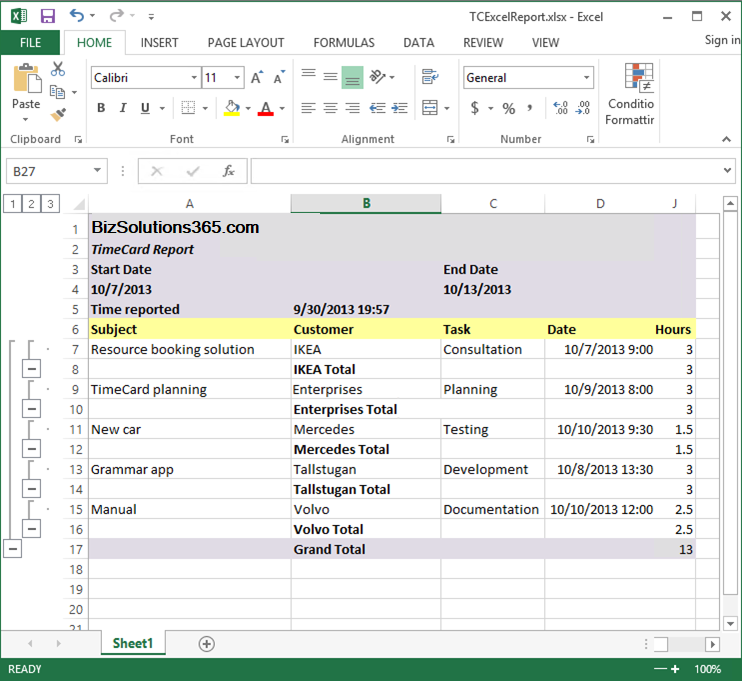 TCExcelReport.xlsx - Excel
FILE HOME INSERT PAGE LAYOUT FORMULAS DATA REVIEW VIEW Sign in
Calibri 11 A A General
Paste B I U A $ % , .0 .00 .00 .0 Conditio
Formattir
Clipboard Font Alignment Number
B27 fx
1 2 3 A B C D J
1 BizSolutions365.com
2 TimeCard Report
3 Start Date End Date
4 10/7/2013 10/13/2013
5 Time reported 9/30/2013 19:57
6 Subject Customer Task Date Hours
7 Resource booking solution IKEA Consultation 10/7/2013 9:00 3
8 IKEA Total 3
9 TimeCard planning Enterprises Planning 10/9/2013 8:00 3
10 Enterprises Total 3
11 New car Mercedes Testing 10/10/2013 9:30 1.5
12 Mercedes Total 1.5
13 Grammar app Tallstugan Development 10/8/2013 13:30 3
14 Tallstugan Total 3
15 Manual Volvo Documentation 10/10/2013 12:00 2.5
16 Volvo Total 2.5
17 Grand Total 13
18
19
20
21
Sheet1
READY 100%